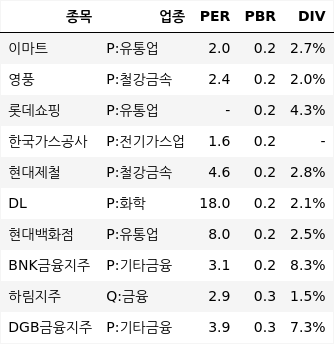 종목 업종 PER PBR DIV
이마트 P:유통업 2.0 0.2 2.7%
영풍 P:철강금속 2.4 0.2 2.0%
롯데쇼핑 P:유통업 - 0.2 4.3%
한국가스공사 P:전기가스업 1.6 0.2 -
현대제철 P:철강금속 4.6 0.2 2.8%
DL P:화학 18.0 0.2 2.1%
현대백화점 P:유통업 8.0 0.2 2.5%
BNK금융지주 P:기타금융 3.1 0.2 8.3%
하림지주 Q:금융 2.9 0.3 1.5%
DGB금융지주 P:기타금융 3.9 0.3 7.3%